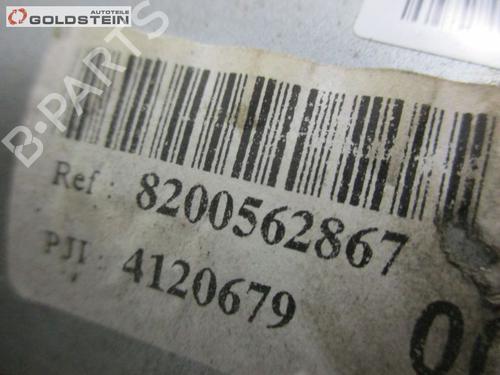 AUTOTEILE
GOLDSTEIN
B-PARTS
Ref : 8200562867
PJI : 4120679